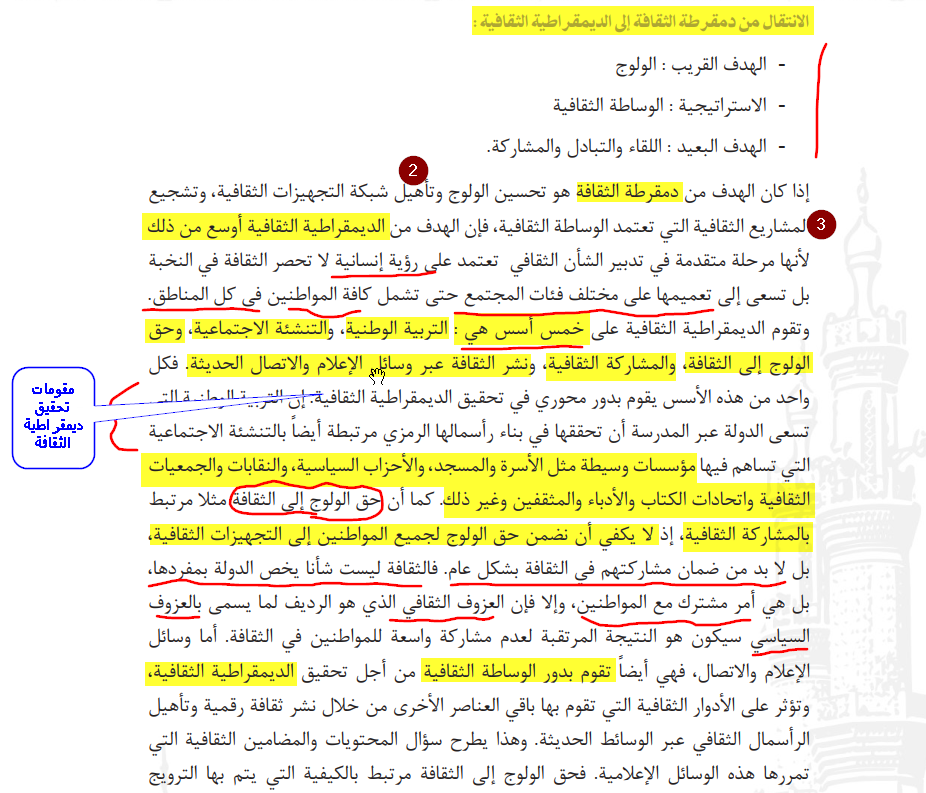 الانتقال من دمقرطة الثقافة إلى الديمقراطية الثقافية :
- الهدف القريب : الولوج
- الاستراتيجية : الوساطة الثقافية
- الهدف البعيد : اللقاء والتبادل والمشاركة.
2
إذا كان الهدف من دمقرطة الثقافة هو تحسين الولوج وتأهيل شبكة التجهيزات الثقافية، وتشجيع
3
المشاريع الثقافية التي تعتمد الوساطة الثقافية، فإن الهدف من الديمقراطية الثقافية أوسع من ذلك
لأنها مرحلة متقدمة في تدبير الشأن الثقافي تعتمد على رؤية إنسانية لا تحصر الثقافة في النخبة
بل تسعى إلى تعميمها على مختلف فئات المجتمع حتى تشمل كافة المواطنين في كل المناطق.
وتقوم الديمقراطية الثقافية على خمس أسس هي : التربية الوطنية، والتنشئة الاجتماعية، وحق
الولوج إلى الثقافة، والمشاركة الثقافية، ونشر الثقافة عبر وسائل الإعلام والاتصال الحديثة. فكل
واحد من هذه الأسس يقوم بدور محوري في تحقيق الديمقراطية الثقافية. إن التربية الوطنية التي
تسعى الدولة عبر المدرسة أن تحققها في بناء رأسمالها الرمزي مرتبطة أيضاً بالتنشئة الاجتماعية
التي تساهم فيها مؤسسات وسيطة مثل الأسرة والمسجد، والأحزاب السياسية، والنقابات والجمعيات
الثقافية واتحادات الكتاب والأدباء والمثقفين وغير ذلك. كما أن حق الولوج إلى الثقافة مثلا مرتبط
بالمشاركة الثقافية، إذ لا يكفي أن نضمن حق الولوج لجميع المواطنين إلى التجهيزات الثقافية،
بل لا بد من ضمان مشاركتهم في الثقافة بشكل عام. فالثقافة ليست شأنا يخص الدولة بمفردها،
بل هي أمر مشترك مع المواطنين، وإلا فإن العزوف الثقافي الذي هو الرديف لما يسمى بالعزوف
السياسي سيكون هو النتيجة المرتقبة لعدم مشاركة واسعة للمواطنين في الثقافة. أما وسائل
الإعلام والاتصال، فهي أيضاً تقوم بدور الوساطة الثقافية من أجل تحقيق الديمقراطية الثقافية،
وتؤثر على الأدوار الثقافية التي تقوم بها باقي العناصر الأخرى من خلال نشر ثقافة رقمية وتأهيل
الرأسمال الثقافي عبر الوسائط الحديثة. وهذا يطرح سؤال المحتويات والمضامين الثقافية التي
تمررها هذه الوسائل الإعلامية. فحق الولوج إلى الثقافة مرتبط بالكيفية التي يتم بها الترويج
مقومات
تحقيق
ديمقراطية
الثقافة